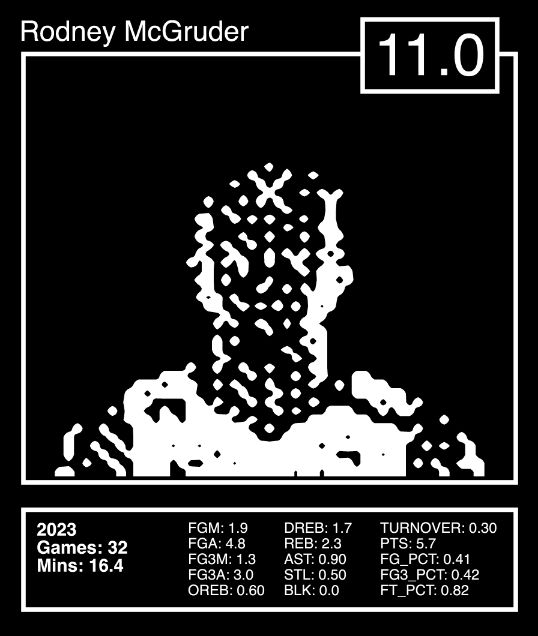 Rodney McGruder
11.0
2023
Games: 32
Mins: 16.4
FGM: 1.9
FGA: 4.8
FG3M: 1.3
FG3A: 3.0
OREB: 0.60
DREB: 1.7
REB: 2.3
AST: 0.90
STL: 0.50
BLK: 0.0
TURNOVER: 0.30
PTS: 5.7
FG_PCT: 0.41
FG3_PCT: 0.42
FT_PCT: 0.82